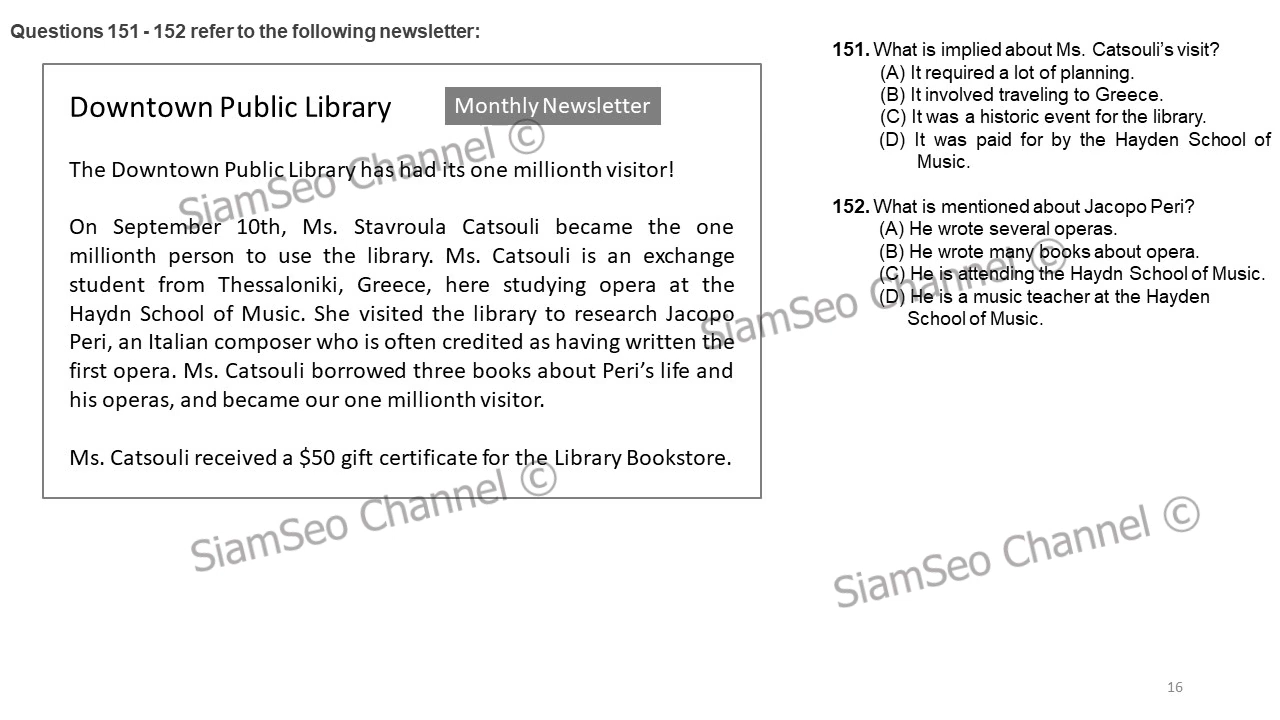 Questions 151 - 152 refer to the following newsletter:
Downtown Public Library
Monthly Newsletter
The Downtown Public Library has had its one millionth visitor!
On September 10th, Ms. Stavroula Catsouli became the one
millionth person to use the library. Ms. Catsouli is an exchange
student from Thessaloniki, Greece, here studying opera at the
Haydn School of Music. She visited the library to research Jacopo
Peri, an Italian composer who is often credited as having written the
first opera. Ms. Catsouli borrowed three books about Peri's life and
his operas, and became our one millionth visitor.
Ms. Catsouli received a $50 gift certificate for the Library Bookstore.
SiamSeo Channel ©
SiamSeo Channel ©
151. What is implied about Ms. Catsouli's visit?
(A) It required a lot of planning.
(B) It involved traveling to Greece.
(C) It was a historic event for the library.
(D) It was paid for by the Hayden School of
Music.
152. What is mentioned about Jacopo Peri?
(A) He wrote several operas.
(B) He wrote many books about opera.
(C) He is attending the Haydn School of Music.
(D) He is a music teacher at the Hayden
School of Music.
SiamSeo Channel ©
SiamSeo Channel ©
16